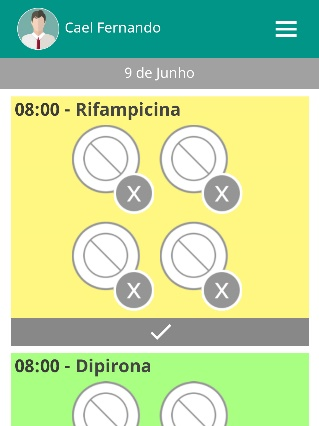 Cael Fernando
9 de Junho
08:00 - Rifampicina
X X
X X
08:00 - Dipirona